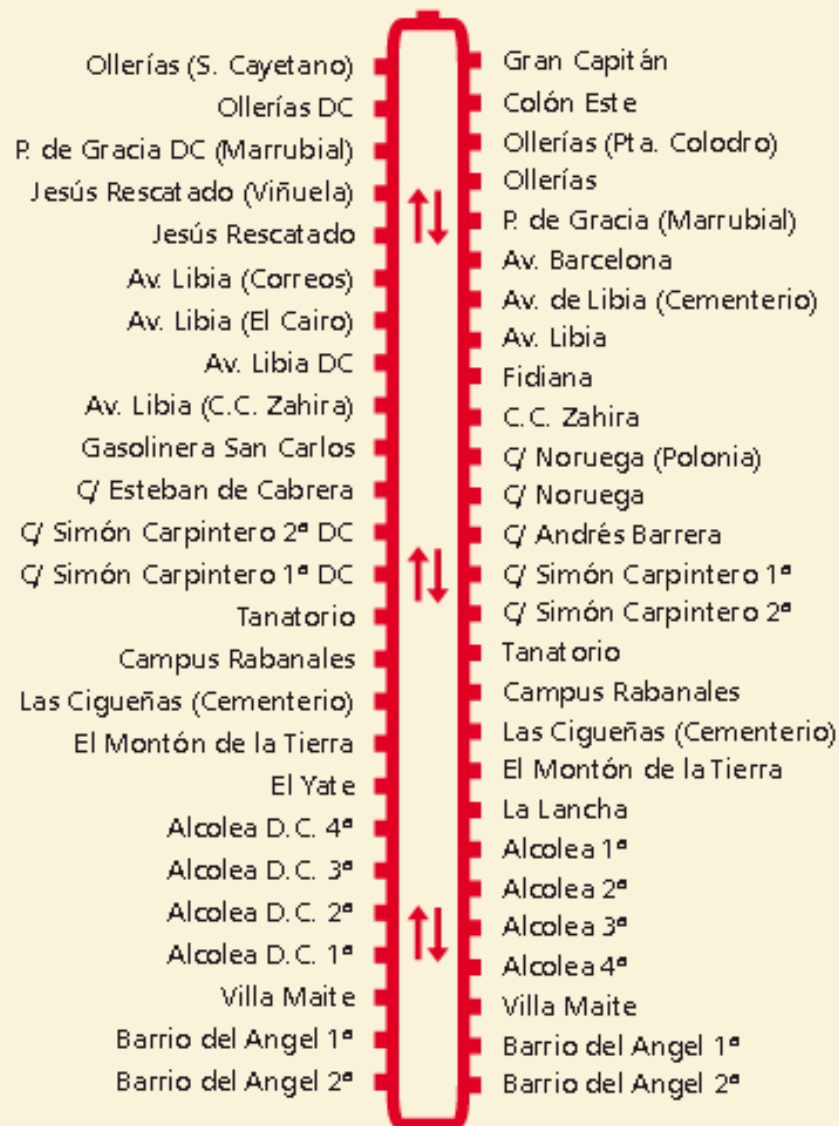 Ollerías (S. Cayetano)
Ollerías DC
P. de Gracia DC (Marrubial)
Jesús Rescatado (Viñuela)
Jesús Rescatado
Av. Libia (Correos)
Av. Libia (El Cairo)
Av. Libia DC
Av. Libia (C.C. Zahira)
Gasolinera San Carlos
C/ Esteban de Cabrera
C/ Simón Carpintero 2ª DC
C/ Simón Carpintero 1ª DC
Tanatorio
Campus Rabanales
Las Cigueñas (Cementerio)
El Montón de la Tierra
El Yate
Alcolea D.C. 4ª
Alcolea D.C. 3ª
Alcolea D.C. 2ª
Alcolea D.C. 1ª
Villa Maite
Barrio del Angel 1ª
Barrio del Angel 2ª
Gran Capitán
Colón Este
Ollerías (Pta. Colodro)
Ollerías
P. de Gracia (Marrubial)
Av. Barcelona
Av. de Libia (Cementerio)
Av. Libia
Fidiana
C.C. Zahira
C/ Noruega (Polonia)
C/ Noruega
C/ Andrés Barrera
C/ Simón Carpintero 1ª
C/ Simón Carpintero 2ª
Tanatorio
Campus Rabanales
Las Cigueñas (Cementerio)
El Montón de la Tierra
La Lancha
Alcolea 1ª
Alcolea 2ª
Alcolea 3ª
Alcolea 4ª
Villa Maite
Barrio del Angel 1ª
Barrio del Angel 2ª